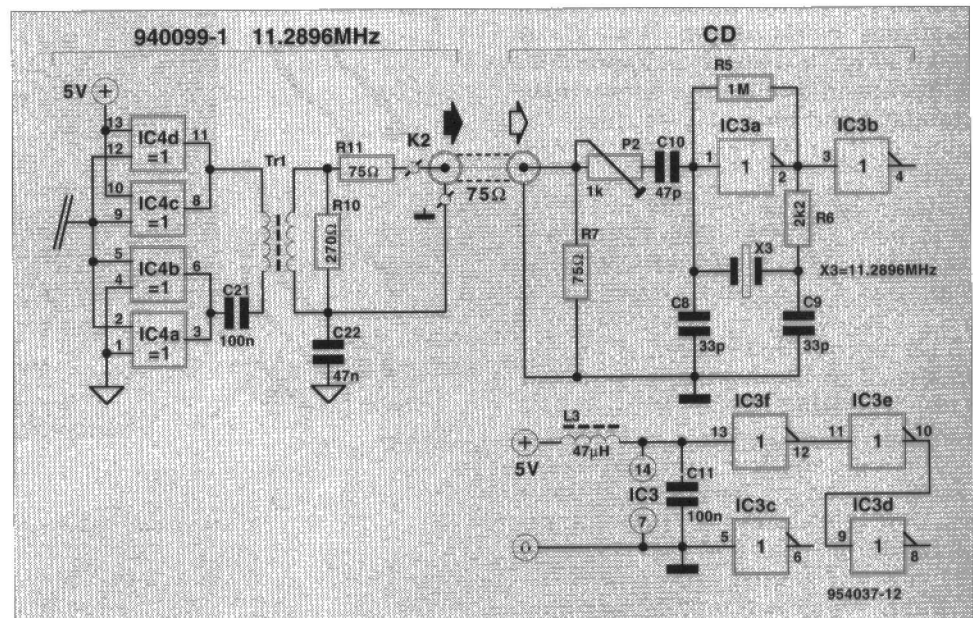 940099-1 11.2896MHz
CD
5V
13
12
IC4d
=1
11
10
9
IC4c
=1
8
5
4
IC4b
=1
6
2
1
IC4a
=1
3
C21
100n
Tr1
R11
75Ω
R10
270Ω
C22
47n
K2
75Ω
R7
75Ω
P2
1k
C10
47p
R5
1M
IC3a
1
1
2
IC3b
3
1
4
R6
2k2
X3
X3=11.2896MHz
C8
33p
C9
33p
L3
47µH
5V
14
IC3
7
0
C11
100n
IC3f
13
1
12
IC3e
11
1
10
IC3c
5
1
6
IC3d
9
1
8
954037-12